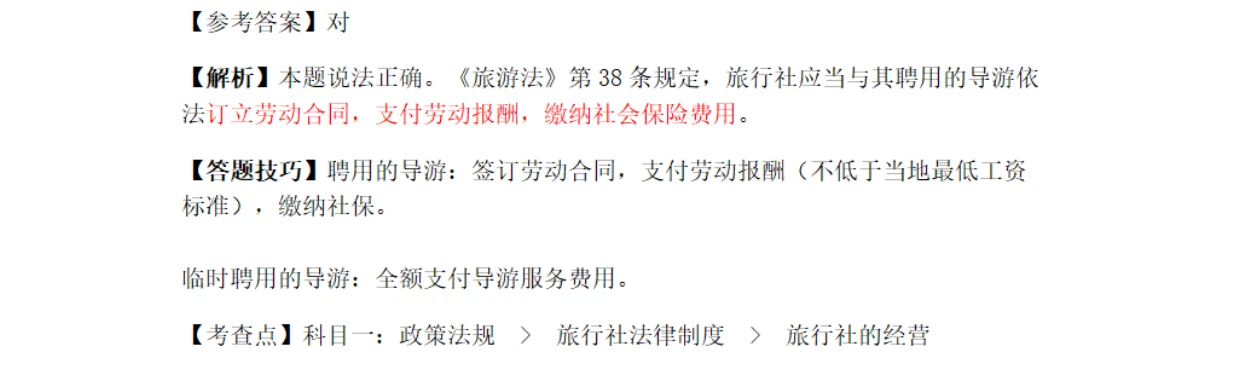 【参考答案】对
【解析】本题说法正确。《旅游法》第 38 条规定，旅行社应当与其聘用的导游依
法订立劳动合同，支付劳动报酬，缴纳社会保险费用。
【答题技巧】聘用的导游：签订劳动合同，支付劳动报酬（不低于当地最低工资
标准），缴纳社保。
临时聘用的导游：全额支付导游服务费用。
【考查点】科目一：政策法规 > 旅行社法律制度 > 旅行社的经营